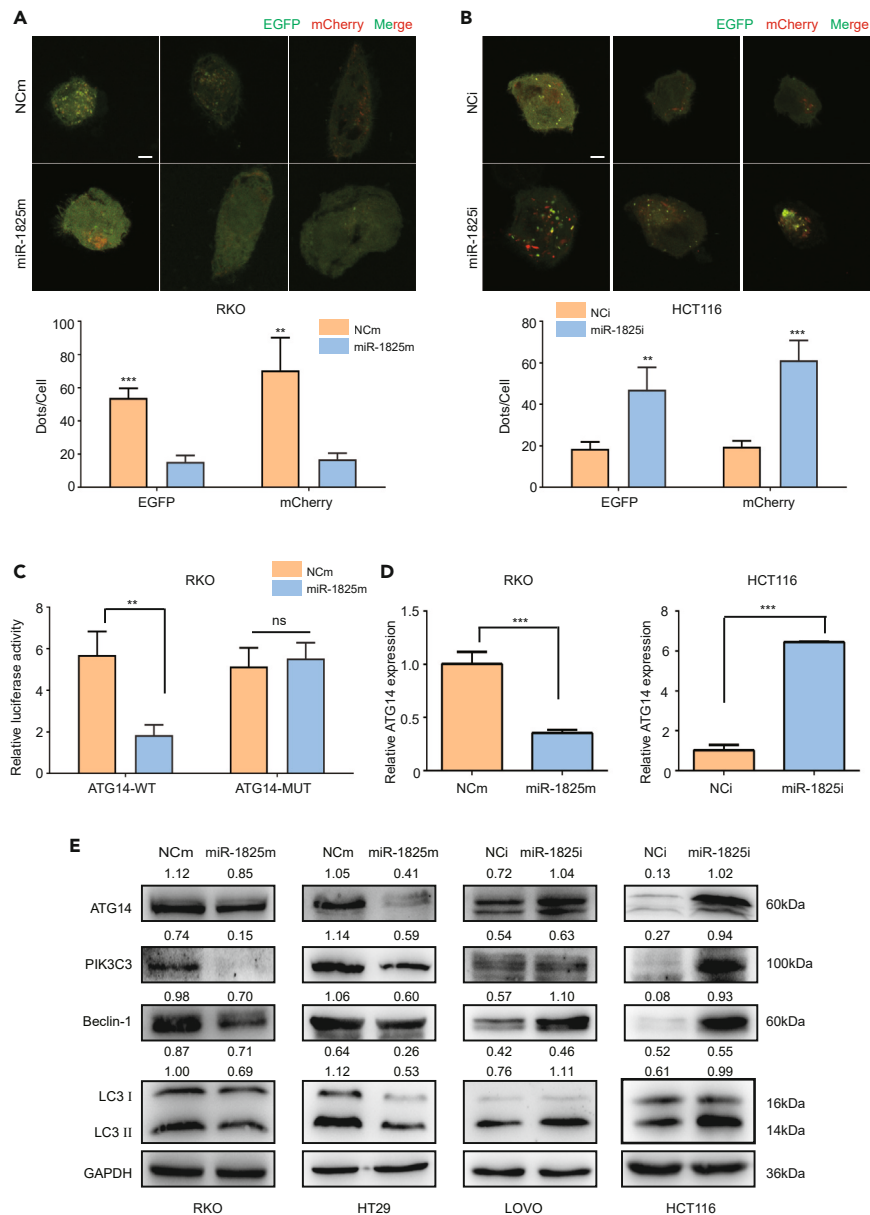 A
EGFP mCherry Merge
NCm
miR-1825m
RKO
NCm
miR-1825m
Dots/Cell
100
80
60
40
20
0
***
**
EGFP
mCherry
B
EGFP mCherry Merge
NCi
miR-1825i
NCi
miR-1825i
HCT116
Dots/Cell
80
60
40
20
0
**
***
EGFP
mCherry
C
RKO
NCm
miR-1825m
Relative luciferase activity
8
6
4
2
0
**
ns
ATG14-WT
ATG14-MUT
D
RKO
Relative ATG14 expression
1.5
1.0
0.5
0
***
NCm
miR-1825m
HCT116
Relative ATG14 expression
8
6
4
2
0
***
NCi
miR-1825i
E
NCm miR-1825m NCm miR-1825m NCi miR-1825i NCi miR-1825i
1.12 0.85 1.05 0.41 0.72 1.04 0.13 1.02
ATG14 60kDa
0.74 0.15 1.14 0.59 0.54 0.63 0.27 0.94
PIK3C3 100kDa
0.98 0.70 1.06 0.60 0.57 1.10 0.08 0.93
Beclin-1 60kDa
0.87 0.71 0.64 0.26 0.42 0.46 0.52 0.55
1.00 0.69 1.12 0.53 0.76 1.11 0.61 0.99
LC3 I 16kDa
LC3 II 14kDa
GAPDH 36kDa
RKO HT29 LOVO HCT116